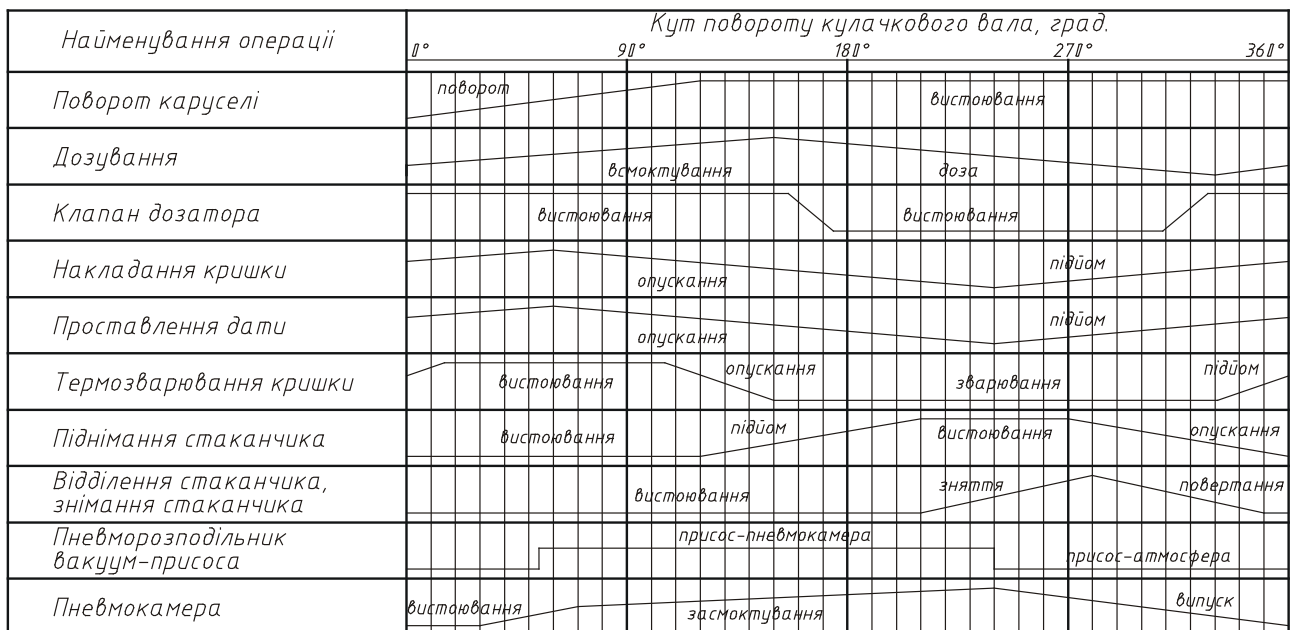 Найменування операції
Кут повороту кулачкового вала, град.
0° 90° 180° 270° 360°
Поворот каруселі
поворот
вистоювання
Дозування
всмоктування
доза
Клапан дозатора
вистоювання
вистоювання
Накладання кришки
опускання
підйом
Проставлення дати
опускання
підйом
Термозварювання кришки
вистоювання
опускання
зварювання
підйом
Піднімання стаканчика
вистоювання
підйом
вистоювання
опускання
Відділення стаканчика,
знімання стаканчика
вистоювання
зняття
повертання
Пневморозподільник
вакуум-присоса
присос-пневмокамера
присос-атмосфера
Пневмокамера
вистоювання
засмоктування
випуск